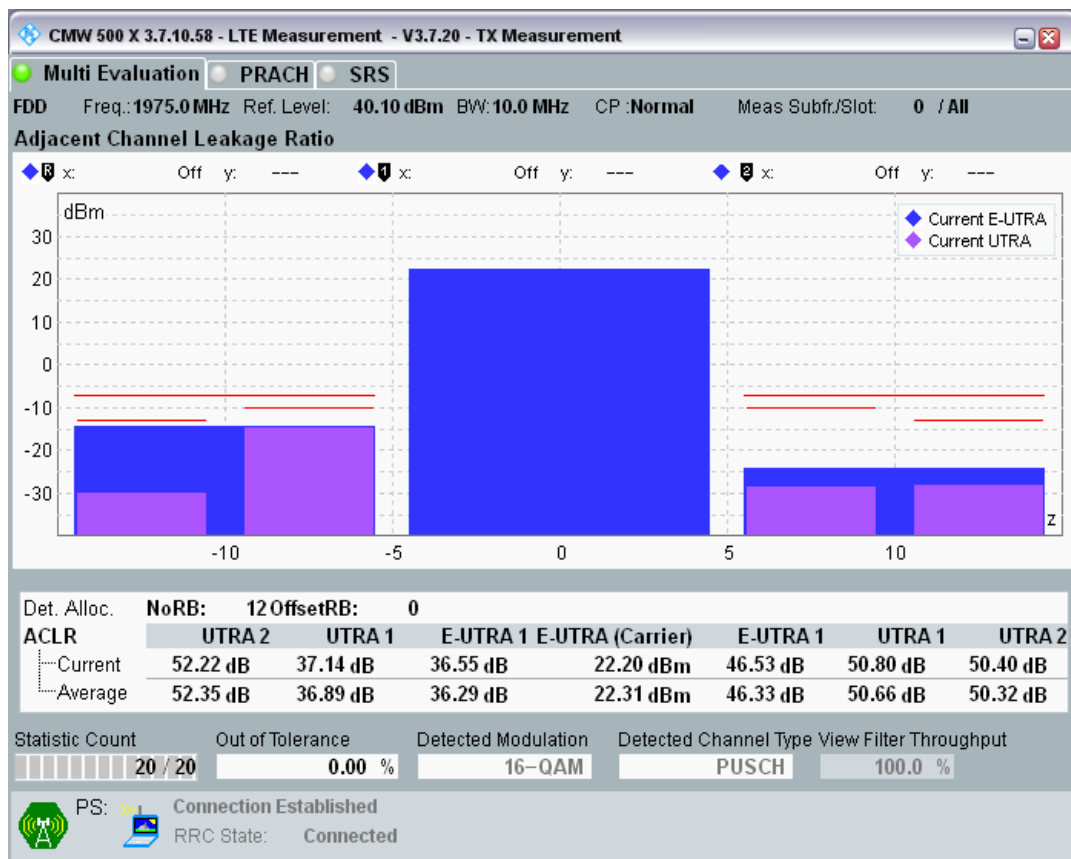 CMW 500 X 3.7.10.58 - LTE Measurement - V3.7.20 - TX Measurement
Multi Evaluation PRACH SRS
FDD Freq.: 1975.0 MHz Ref. Level: 40.10 dBm BW: 10.0 MHz CP : Normal Meas Subfr./Slot: 0 / All
Adjacent Channel Leakage Ratio
R x: Off y: --- 1 x: Off y: --- 2 x: Off y: ---
dBm
Current E-UTRA
Current UTRA
30
20
10
0
-10
-20
-30
z
-10 -5 0 5 10
Det. Alloc. NoRB: 12 OffsetRB: 0
ACLR UTRA 2 UTRA 1 E-UTRA 1 E-UTRA (Carrier) E-UTRA 1 UTRA 1 UTRA 2
Current 52.22 dB 37.14 dB 36.55 dB 22.20 dBm 46.53 dB 50.80 dB 50.40 dB
Average 52.35 dB 36.89 dB 36.29 dB 22.31 dBm 46.33 dB 50.66 dB 50.32 dB
Statistic Count Out of Tolerance Detected Modulation Detected Channel Type View Filter Throughput
20 / 20 0.00 % 16-QAM PUSCH 100.0 %
PS: Connection Established
RRC State: Connected